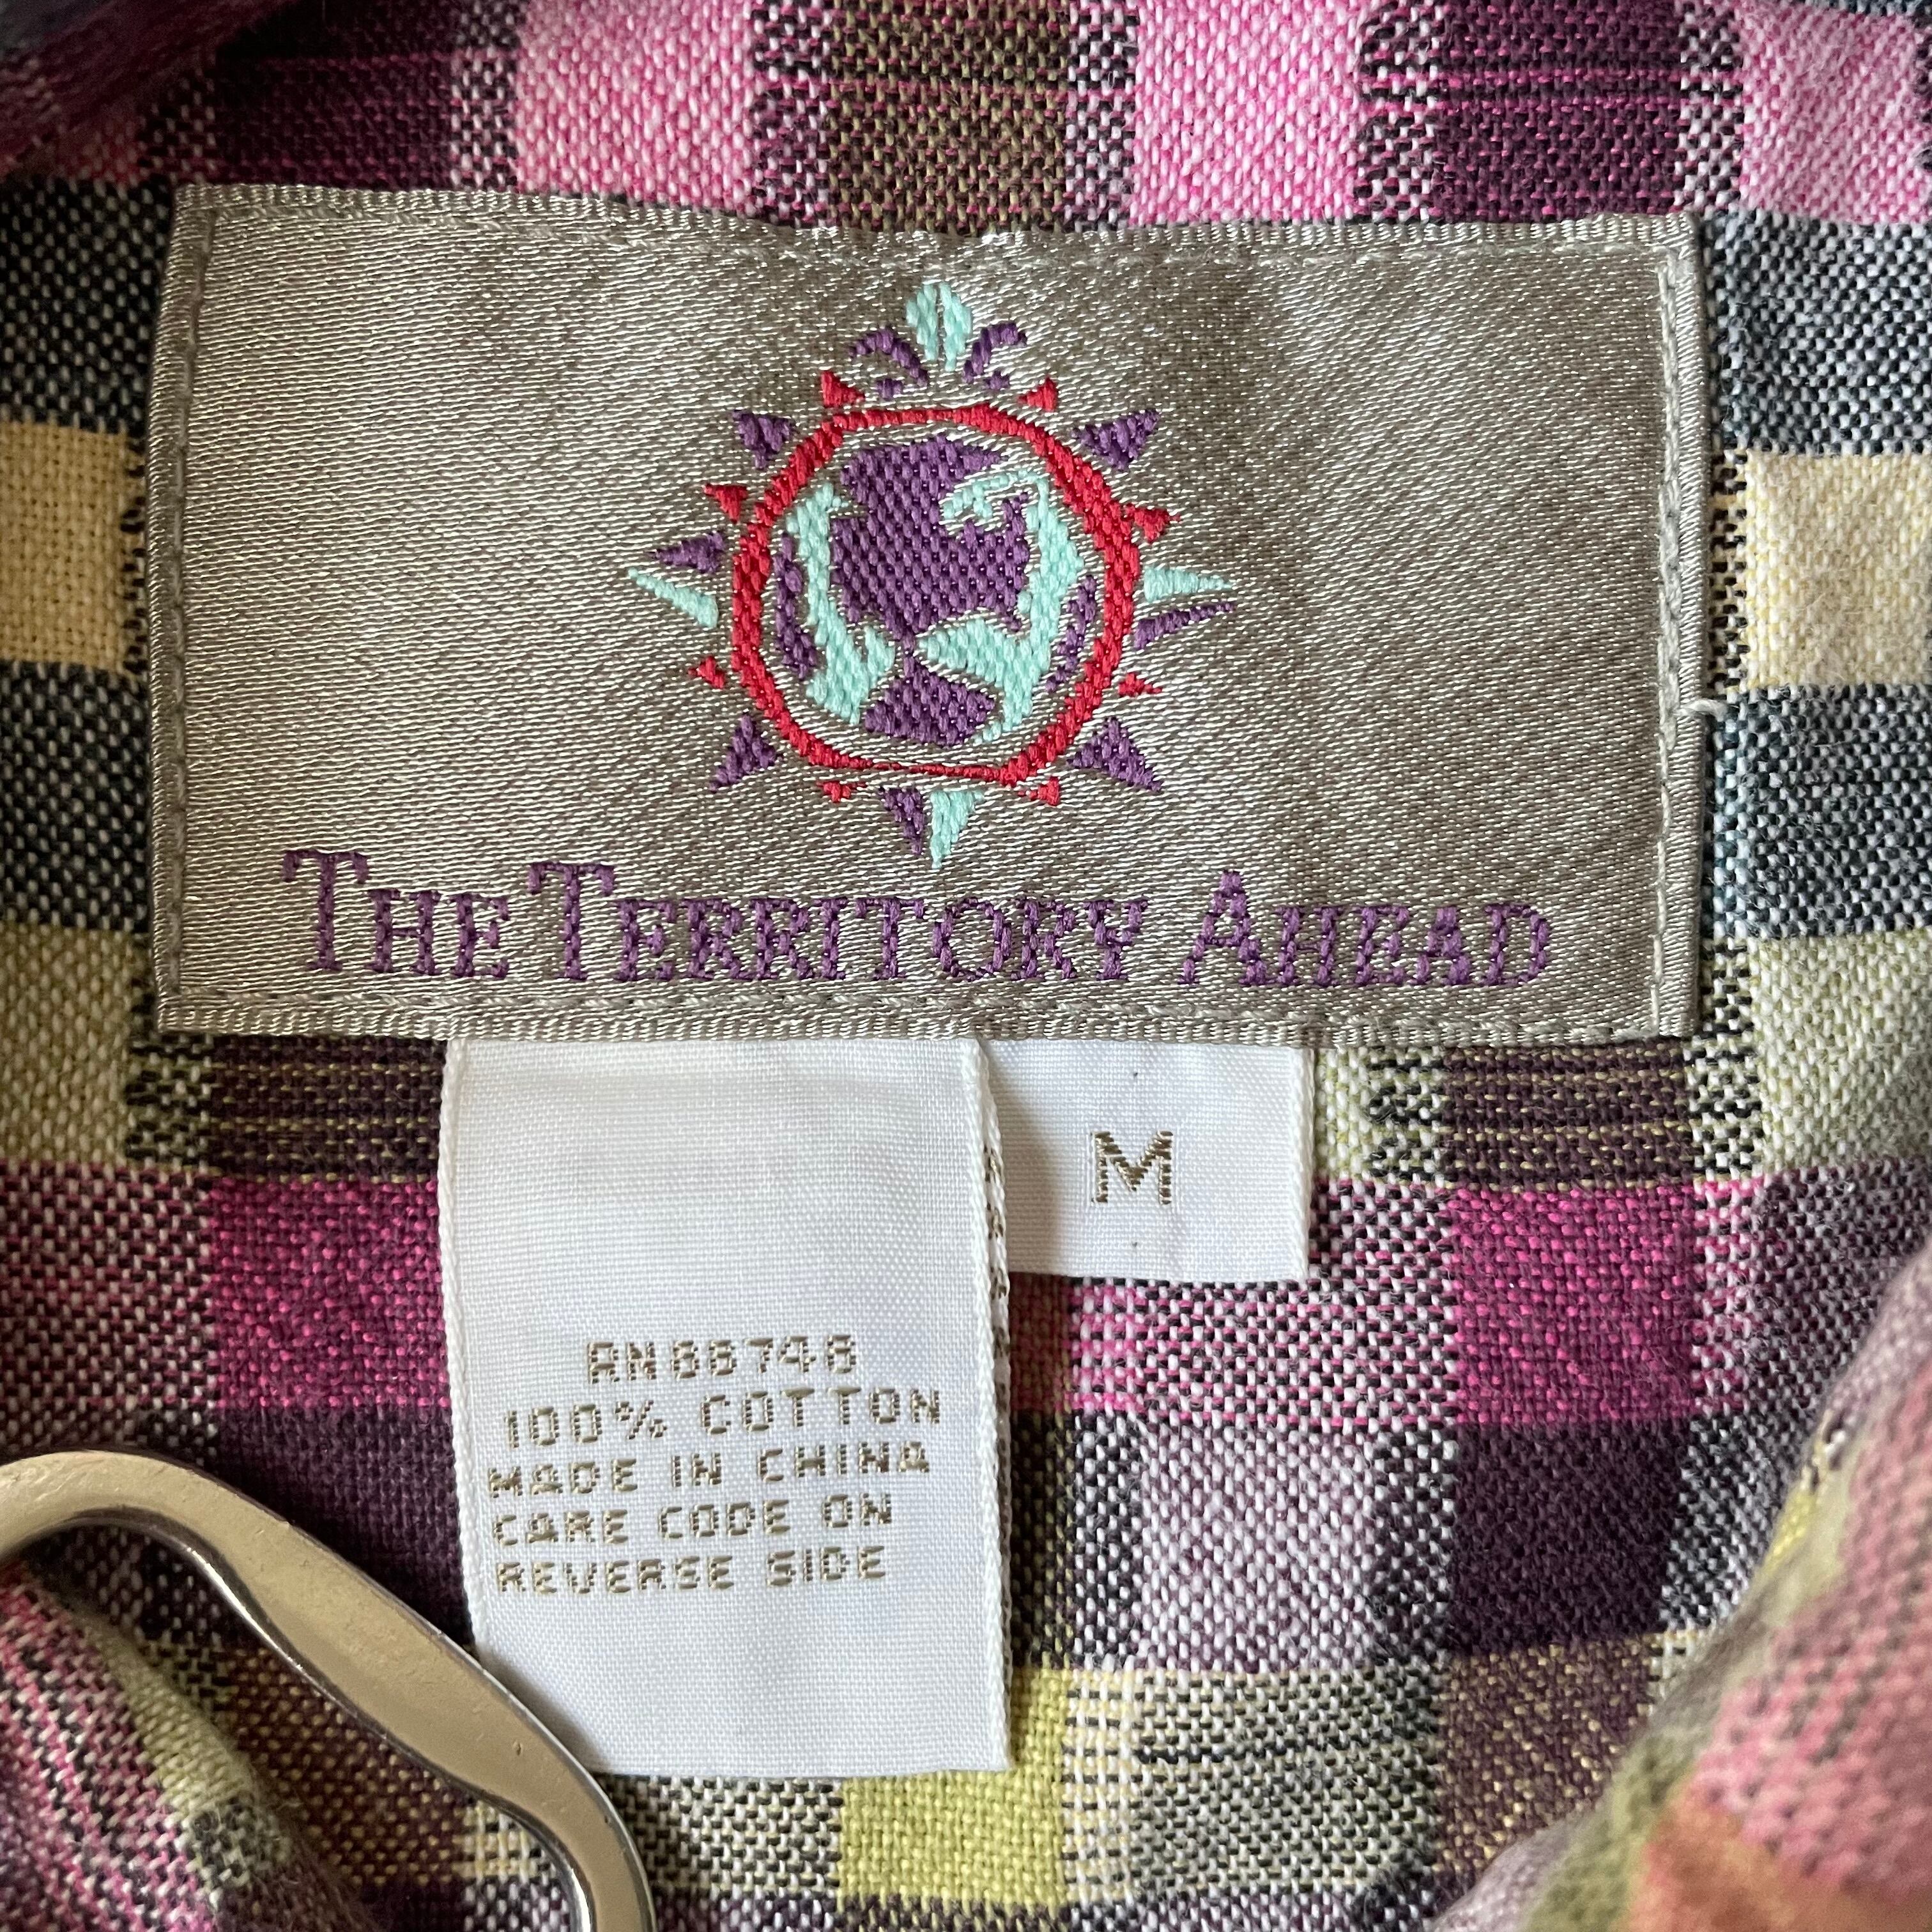 THE TERRITORY AHEAD
M
RN66746
100% COTTON
MADE IN CHINA
CARE CODE ON
REVERSE SIDE